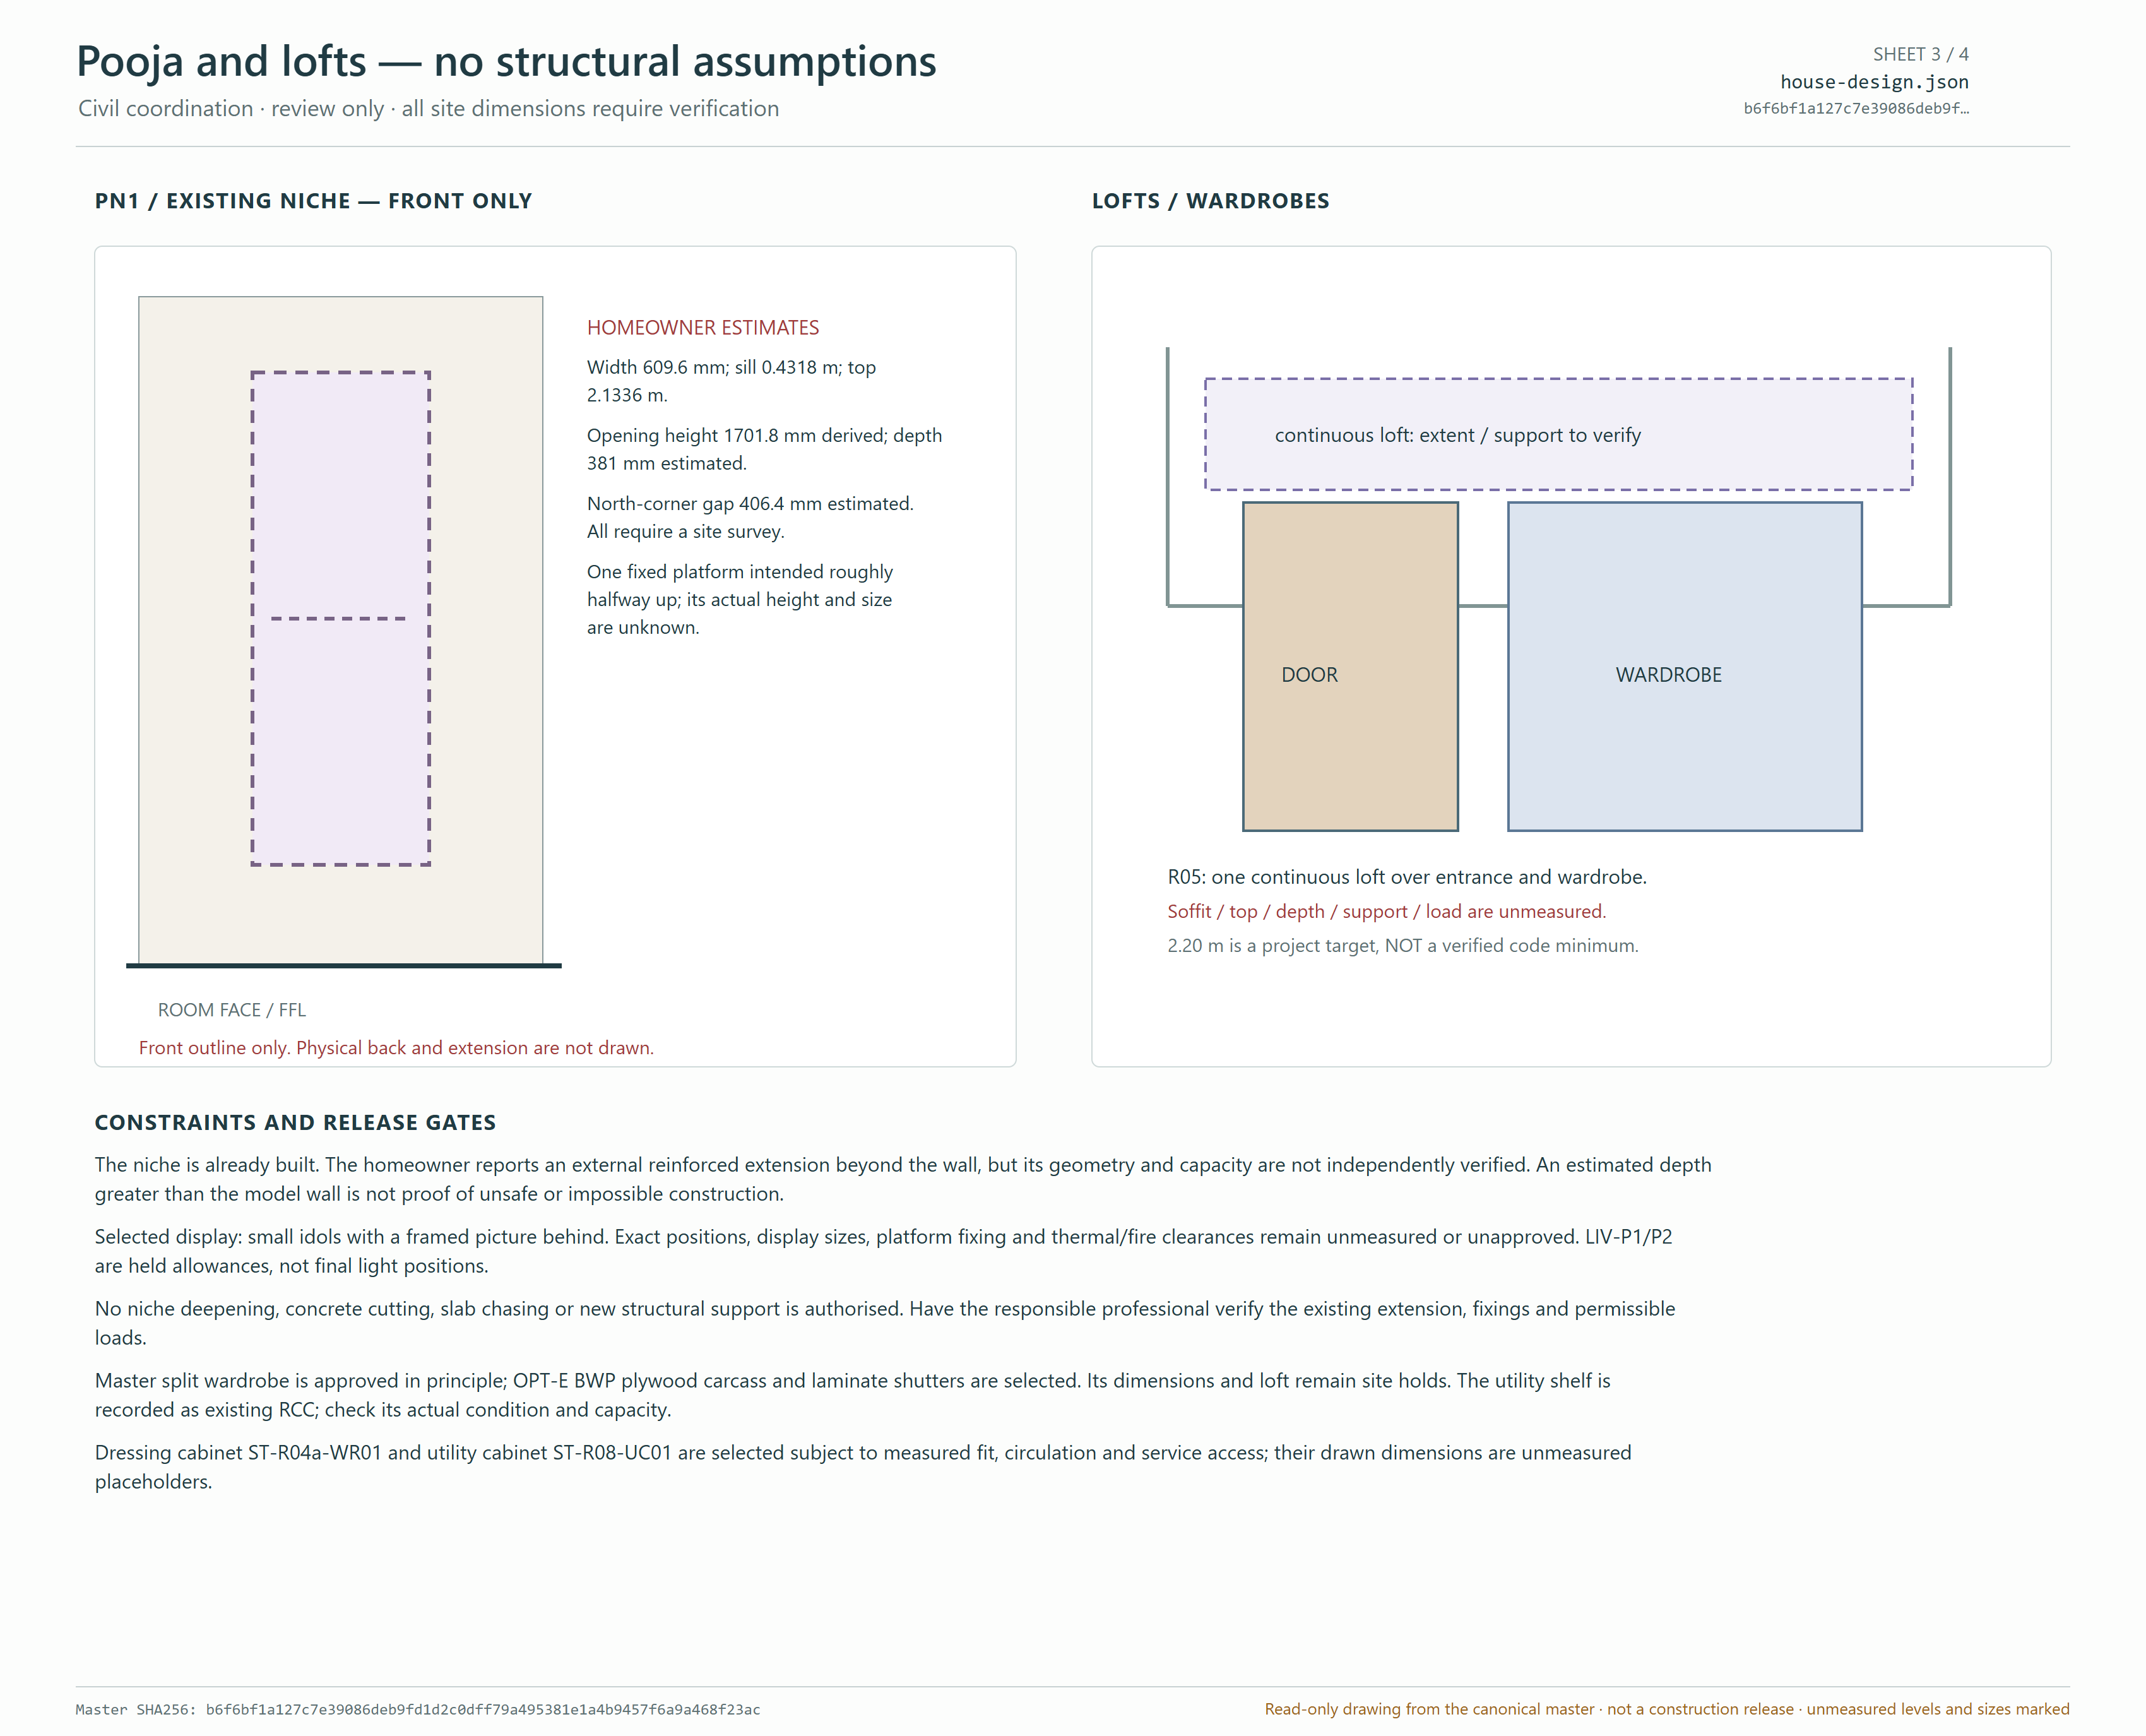 Pooja and lofts — no structural assumptions
Civil coordination · review only · all site dimensions require verification
SHEET 3 / 4
house-design.json
b6f6bf1a127c7e39086deb9f…
PN1 / EXISTING NICHE — FRONT ONLY
HOMEOWNER ESTIMATES
Width 609.6 mm; sill 0.4318 m; top
2.1336 m.
Opening height 1701.8 mm derived; depth
381 mm estimated.
North-corner gap 406.4 mm estimated.
All require a site survey.
One fixed platform intended roughly
halfway up; its actual height and size
are unknown.
ROOM FACE / FFL
Front outline only. Physical back and extension are not drawn.
LOFTS / WARDROBES
continuous loft: extent / support to verify
DOOR
WARDROBE
R05: one continuous loft over entrance and wardrobe.
Soffit / top / depth / support / load are unmeasured.
2.20 m is a project target, NOT a verified code minimum.
CONSTRAINTS AND RELEASE GATES
The niche is already built. The homeowner reports an external reinforced extension beyond the wall, but its geometry and capacity are not independently verified. An estimated depth
greater than the model wall is not proof of unsafe or impossible construction.
Selected display: small idols with a framed picture behind. Exact positions, display sizes, platform fixing and thermal/fire clearances remain unmeasured or unapproved. LIV-P1/P2
are held allowances, not final light positions.
No niche deepening, concrete cutting, slab chasing or new structural support is authorised. Have the responsible professional verify the existing extension, fixings and permissible
loads.
Master split wardrobe is approved in principle; OPT-E BWP plywood carcass and laminate shutters are selected. Its dimensions and loft remain site holds. The utility shelf is
recorded as existing RCC; check its actual condition and capacity.
Dressing cabinet ST-R04a-WR01 and utility cabinet ST-R08-UC01 are selected subject to measured fit, circulation and service access; their drawn dimensions are unmeasured
placeholders.
Master SHA256: b6f6bf1a127c7e39086deb9fd1d2c0dff79a495381e1a4b9457f6a9a468f23ac
Read-only drawing from the canonical master · not a construction release · unmeasured levels and sizes marked